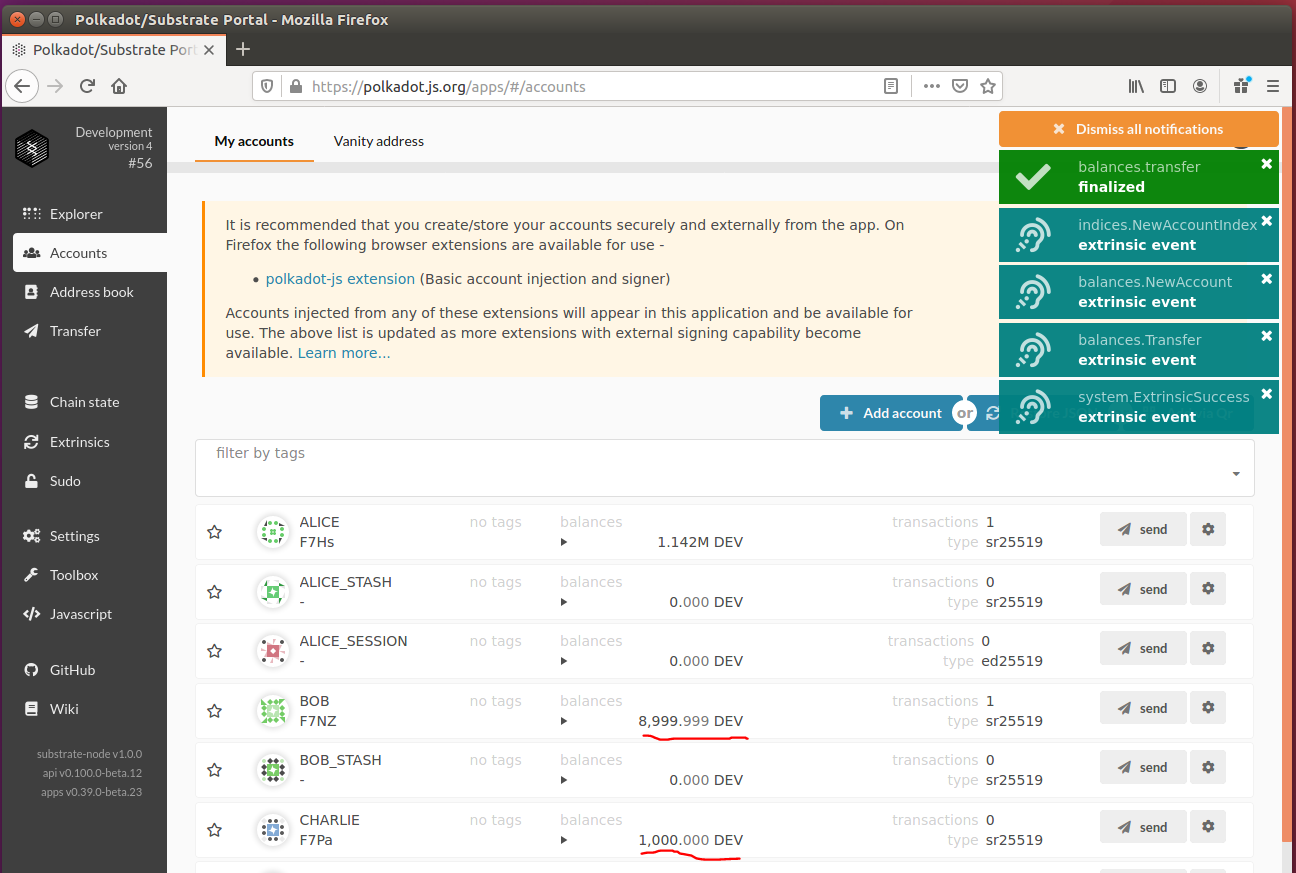 Polkadot/Substrate Portal - Mozilla Firefox
Polkadot/Substrate Port
https://polkadot.js.org/apps/#/accounts
Development
version 4
#56
Explorer
Accounts
Address book
Transfer
Chain state
Extrinsics
Sudo
Settings
Toolbox
Javascript
GitHub
Wiki
substrate-node v1.0.0
api v0.100.0-beta.12
apps v0.39.0-beta.23
My accounts
Vanity address
Dismiss all notifications
balances.transfer
finalized
indices.NewAccountIndex
extrinsic event
balances.NewAccount
extrinsic event
balances.Transfer
extrinsic event
system.ExtrinsicSuccess
extrinsic event
It is recommended that you create/store your accounts securely and externally from the app. On
Firefox the following browser extensions are available for use -
• polkadot-js extension (Basic account injection and signer)
Accounts injected from any of these extensions will appear in this application and be available for
use. The above list is updated as more extensions with external signing capability become
available. Learn more...
Add account or
filter by tags
ALICE no tags balances transactions 1
F7Hs 1.142M DEV type sr25519 send
ALICE_STASH no tags balances transactions 0
- 0.000 DEV type sr25519 send
ALICE_SESSION no tags balances transactions 0
- 0.000 DEV type ed25519 send
BOB no tags balances transactions 1
F7NZ 8,999.999 DEV type sr25519 send
BOB_STASH no tags balances transactions 0
- 0.000 DEV type sr25519 send
CHARLIE no tags balances transactions 0
F7Pa 1,000.000 DEV type sr25519 send